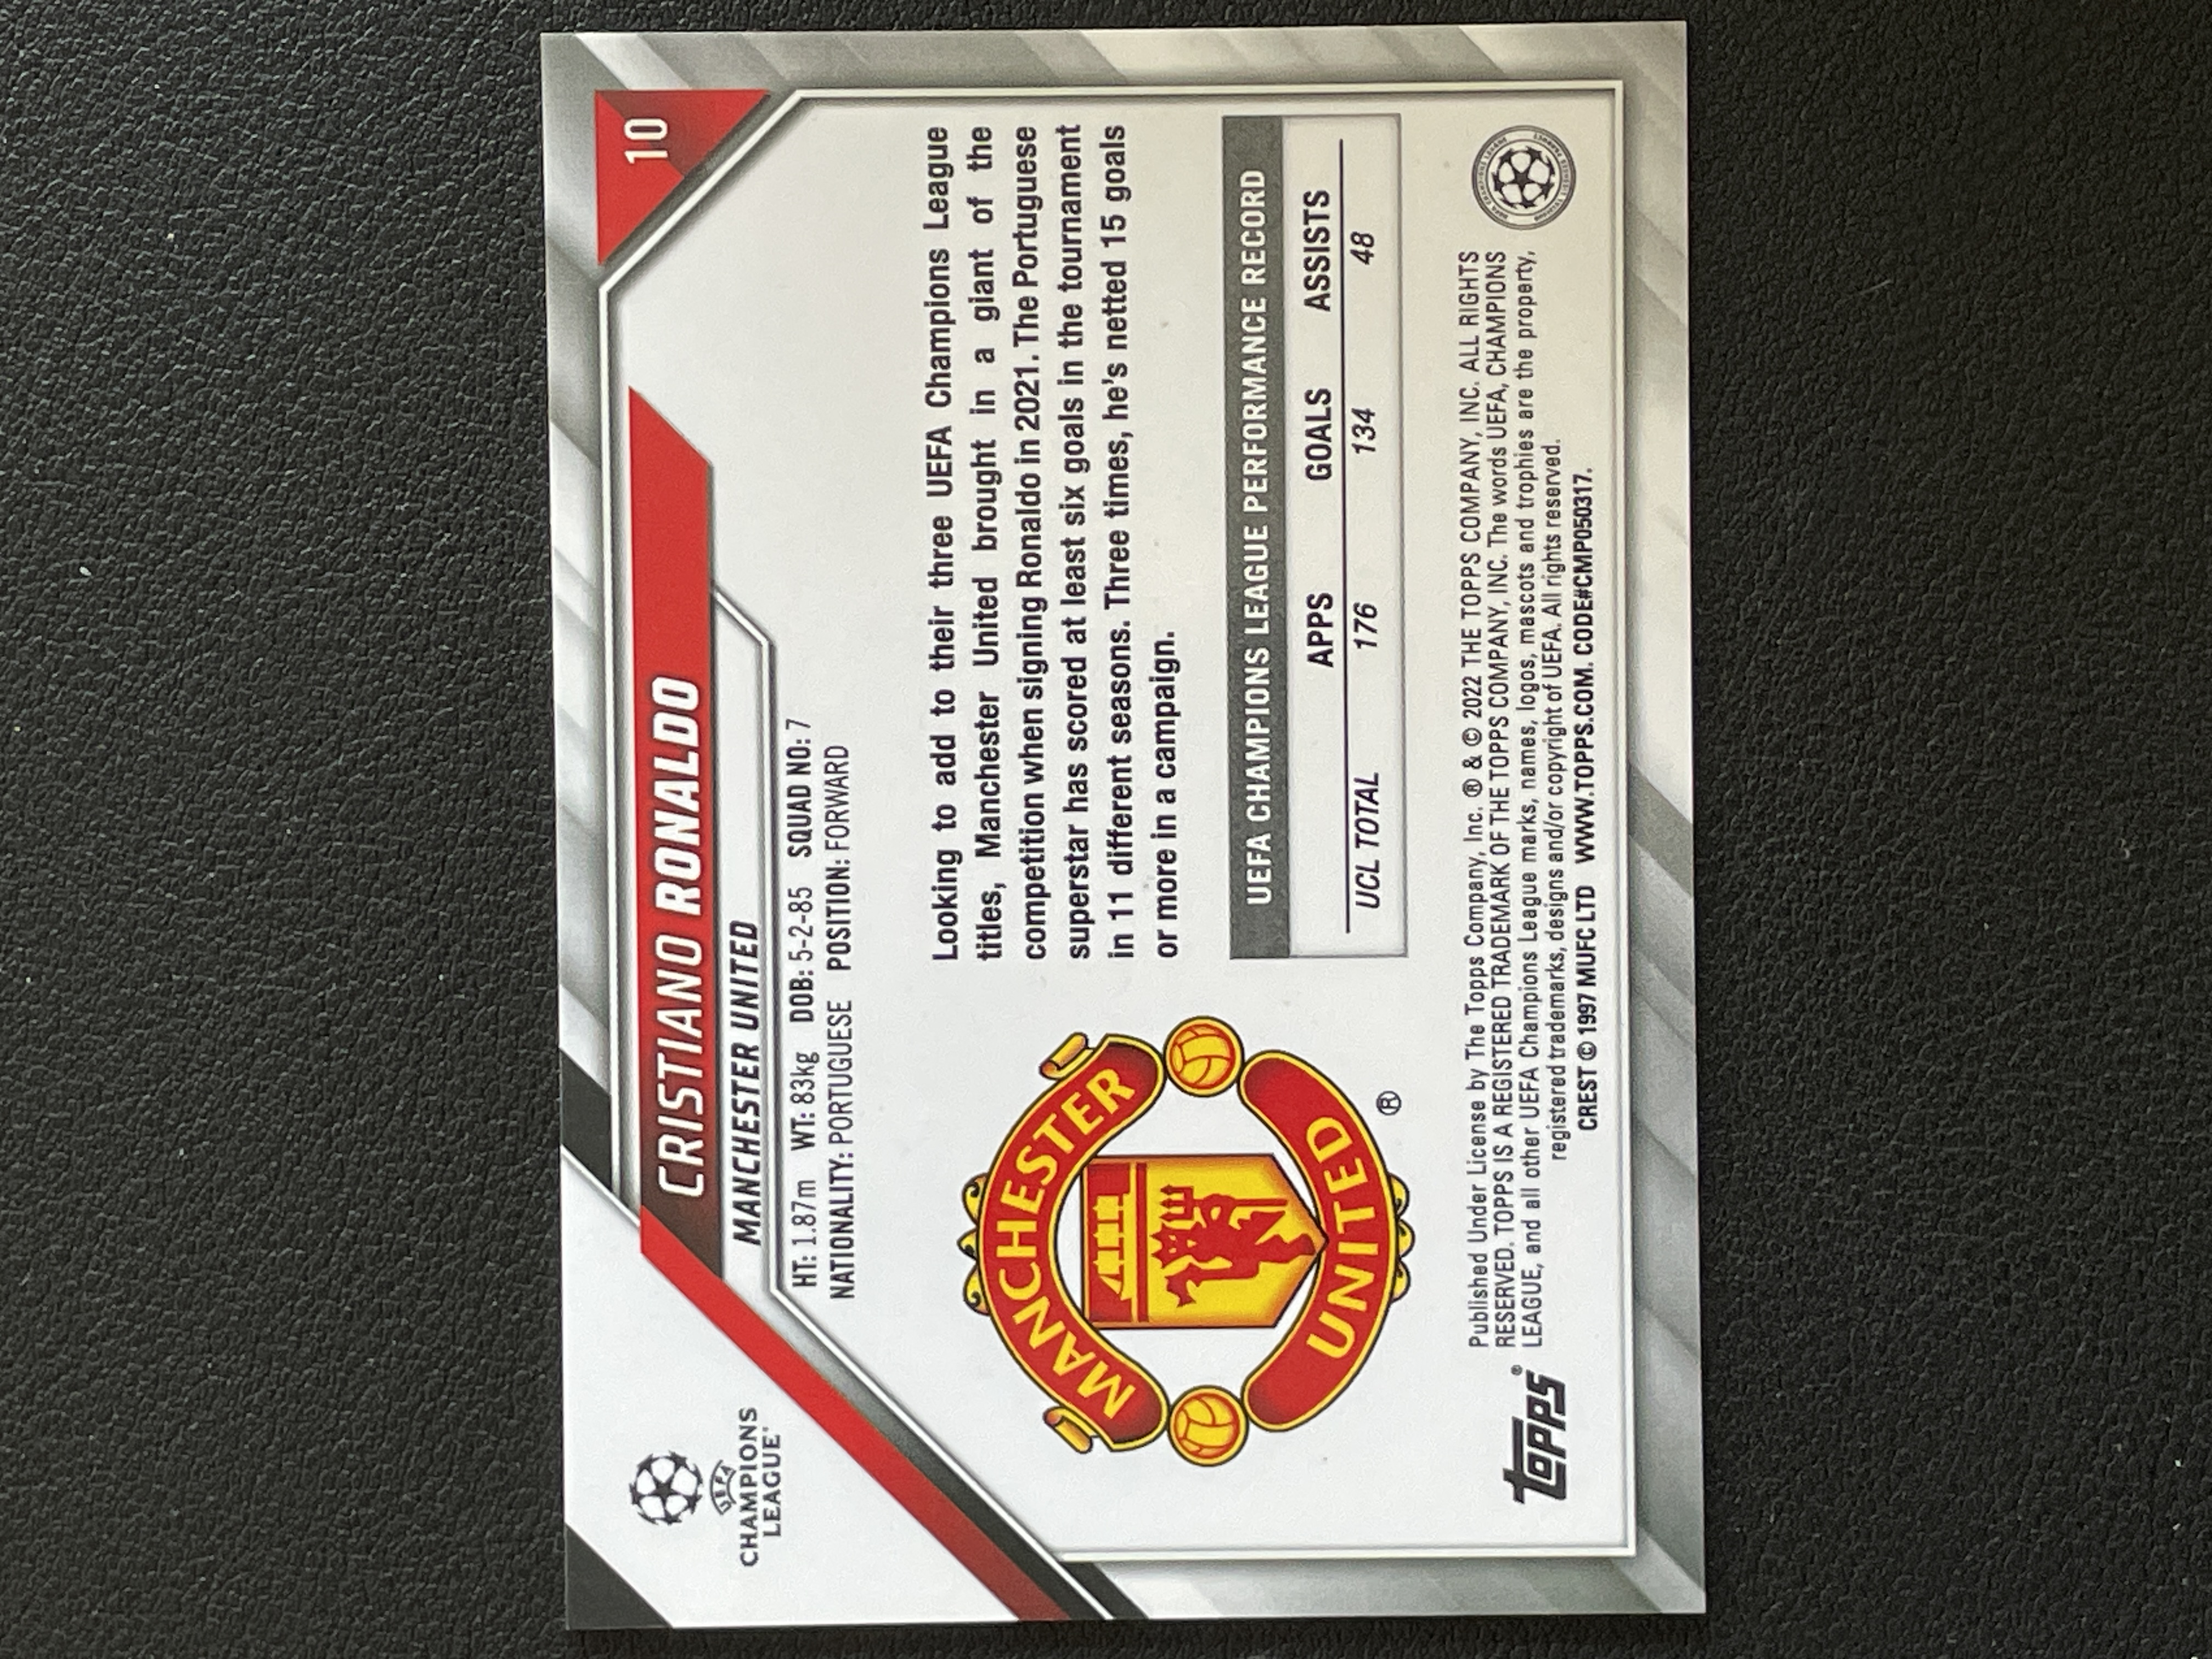 10
CRISTIANO RONALDO
MANCHESTER UNITED
HT: 1.87m WT: 83kg DOB: 5-2-85 SQUAD NO: 7
NATIONALITY: PORTUGUESE POSITION: FORWARD
UEFA
CHAMPIONS
LEAGUE
Looking to add to their three UEFA Champions League
titles, Manchester United brought in a giant of the
competition when signing Ronaldo in 2021. The Portuguese
superstar has scored at least six goals in the tournament
in 11 different seasons. Three times, he's netted 15 goals
or more in a campaign.
MANCHESTER
UNITED
®
UEFA CHAMPIONS LEAGUE PERFORMANCE RECORD
APPS GOALS ASSISTS
UCL TOTAL 176 134 48
topps®
Published Under License by The Topps Company, Inc. ® & © 2022 THE TOPPS COMPANY, INC. ALL RIGHTS
RESERVED. TOPPS IS A REGISTERED TRADEMARK OF THE TOPPS COMPANY, INC. The words UEFA, CHAMPIONS
LEAGUE, and all other UEFA Champions League marks, names, logos, mascots and trophies are the property,
registered trademarks, designs and/or copyright of UEFA. All rights reserved.
CREST © 1997 MUFC LTD WWW.TOPPS.COM. CODE#CMP050317.